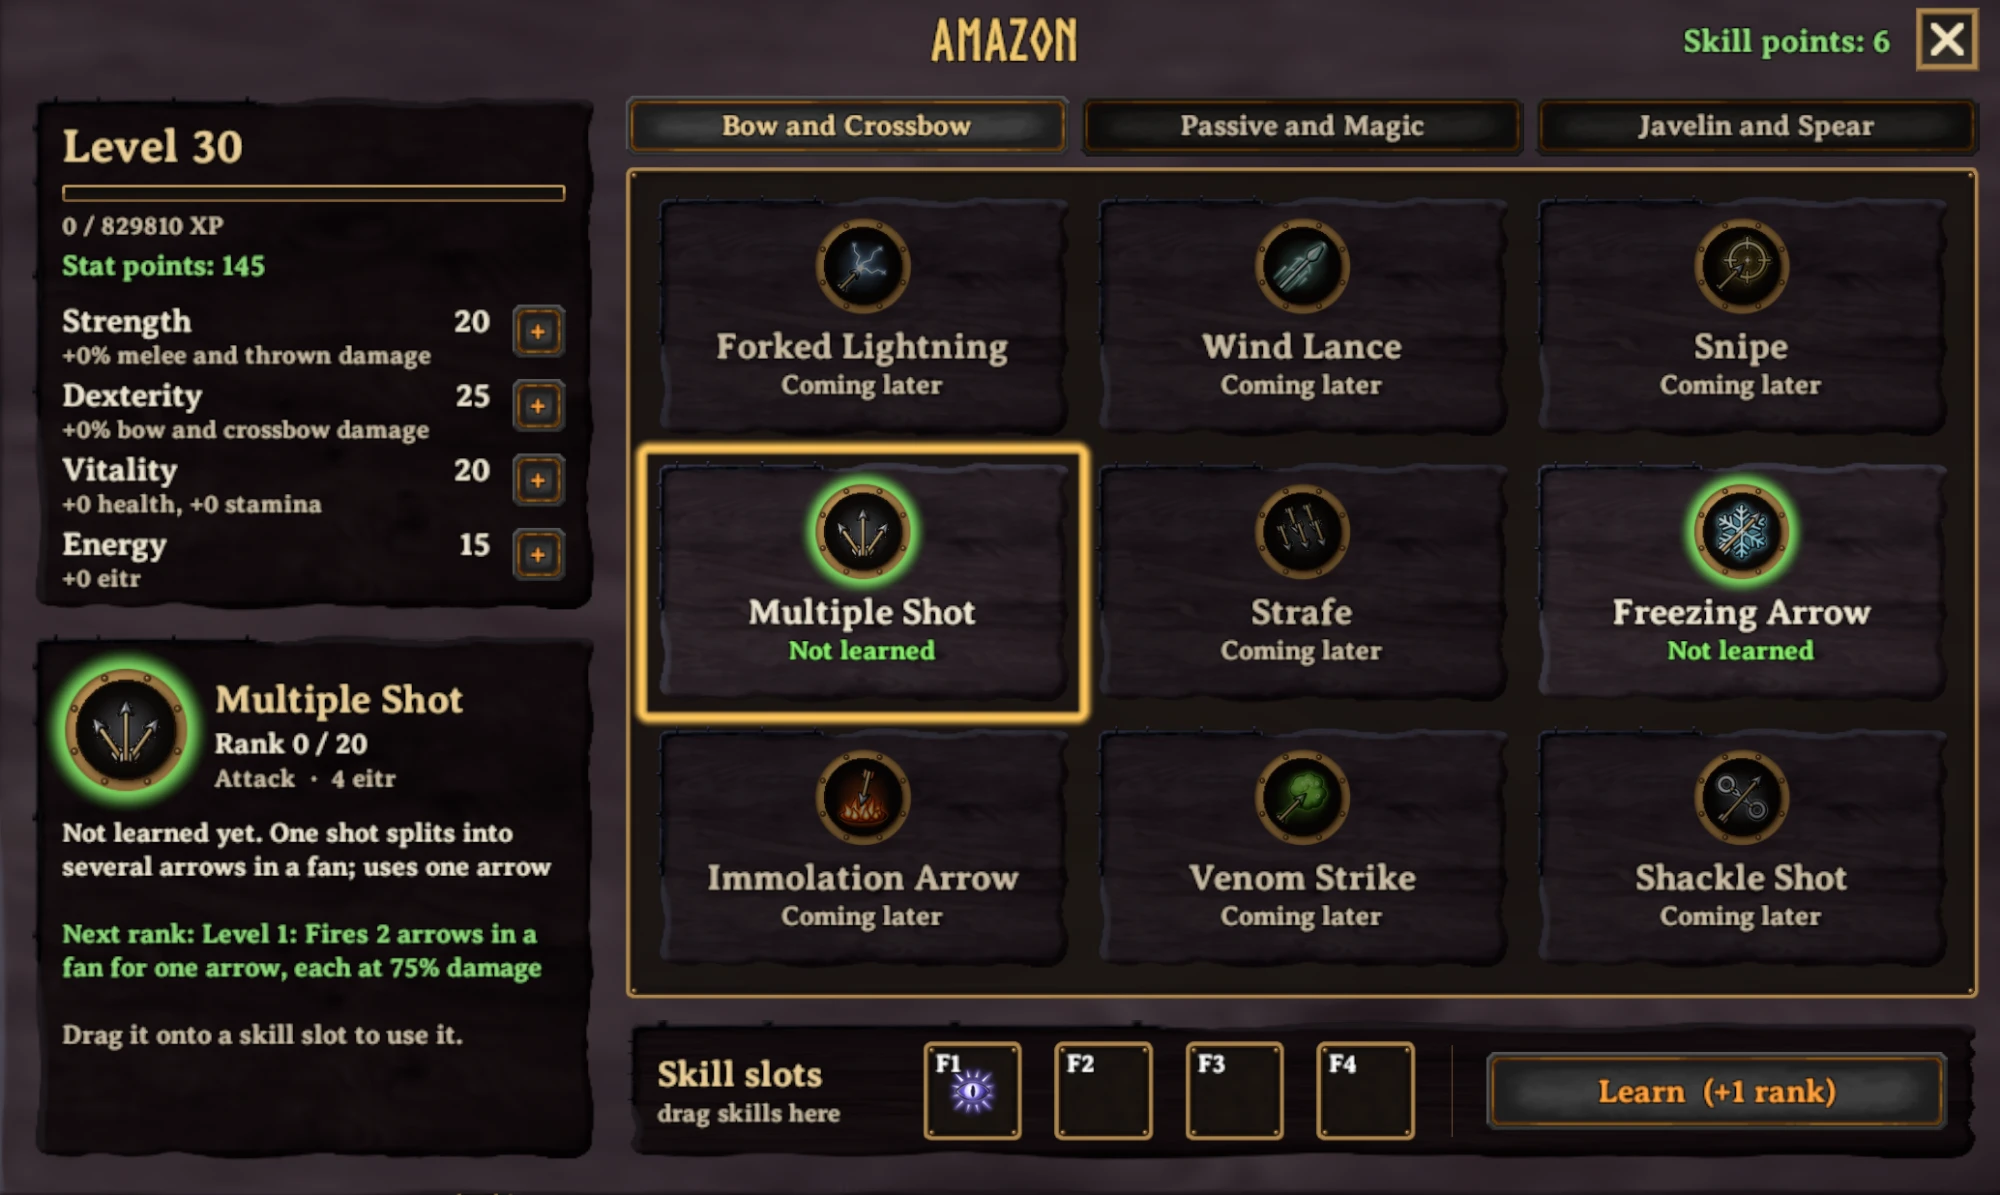 AMAZON
Skill points: 6
Level 30
0 / 829810 XP
Stat points: 145
Strength 20
+0% melee and thrown damage
Dexterity 25
+0% bow and crossbow damage
Vitality 20
+0 health, +0 stamina
Energy 15
+0 eitr
Multiple Shot
Rank 0 / 20
Attack · 4 eitr
Not learned yet. One shot splits into
several arrows in a fan; uses one arrow
Next rank: Level 1: Fires 2 arrows in a
fan for one arrow, each at 75% damage
Drag it onto a skill slot to use it.
Bow and Crossbow
Passive and Magic
Javelin and Spear
Forked Lightning
Coming later
Wind Lance
Coming later
Snipe
Coming later
Multiple Shot
Not learned
Strafe
Coming later
Freezing Arrow
Not learned
Immolation Arrow
Coming later
Venom Strike
Coming later
Shackle Shot
Coming later
Skill slots
drag skills here
F1
F2
F3
F4
Learn (+1 rank)